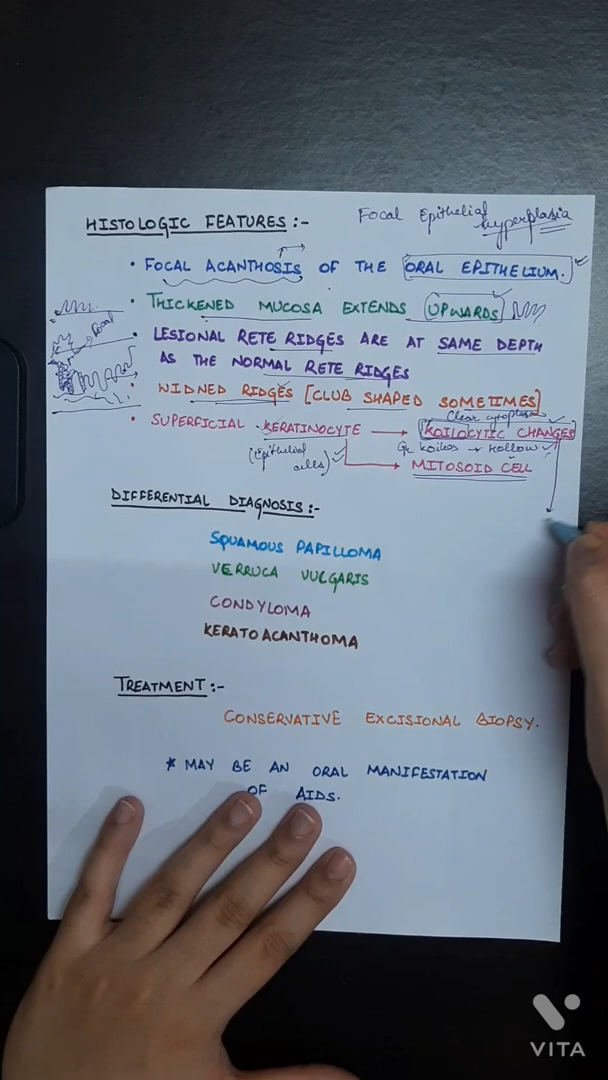 Focal Epithelial hyperplasia
HISTOLOGIC FEATURES :-
• FOCAL ACANTHOSIS OF THE ORAL EPITHELIUM.
• THICKENED MUCOSA EXTENDS UPWARDS
focal
• LESIONAL RETE RIDGES ARE AT SAME DEPTH
AS THE NORMAL RETE RIDGES
• WIDNED RIDGES [CLUB SHAPED SOMETIMES]
Clear cytoplasm
• SUPERFICIAL KERATINOCYTE → KOILOCYTIC CHANGES
(Epithelial cells)
Gk koilos → Hollow
→ MITOSOID CELL
DIFFERENTIAL DIAGNOSIS :-
SQUAMOUS PAPILLOMA
VERRUCA VULGARIS
CONDYLOMA
KERATOACANTHOMA
TREATMENT :-
CONSERVATIVE EXCISIONAL BIOPSY.
* MAY BE AN ORAL MANIFESTATION
OF AIDS.
VITA